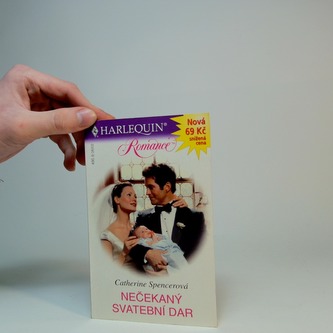 HARLEQUIN®
Romance
Nová
69 Kč
snížená
cena
Catherine Spencerová
NEČEKANÝ
SVATEBNÍ DAR